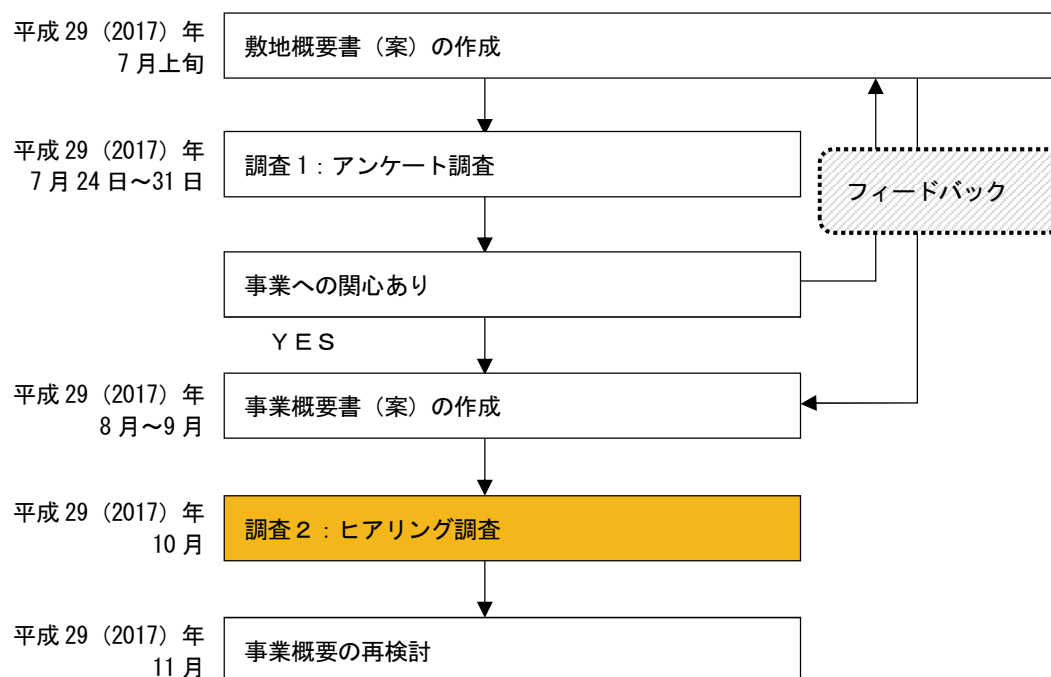 平成 29（2017）年
7 月上旬
敷地概要書（案）の作成
平成 29（2017）年
7 月 24 日～31 日
調査１：アンケート調査
フィードバック
事業への関心あり
ＹＥＳ
平成 29（2017）年
8 月～9 月
事業概要書（案）の作成
平成 29（2017）年
10 月
調査２：ヒアリング調査
平成 29（2017）年
11 月
事業概要の再検討